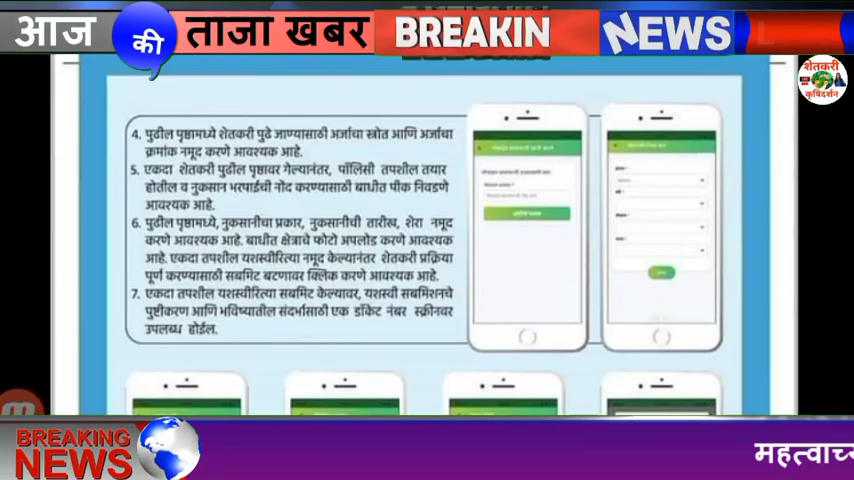 आज की ताजा खबर BREAKIN NEWS
शेतकरी
कृषिदर्शन
4. पुढील पृष्ठामध्ये शेतकरी पुढे जाण्यासाठी अर्जाचा स्त्रोत आणि अर्जाचा
क्रमांक नमूद करणे आवश्यक आहे.
5. एकदा शेतकरी पुढील पृष्ठावर गेल्यानंतर, पॉलिसी तपशील तयार
होतील व नुकसान भरपाईची नोंद करण्यासाठी बाधीत पीक निवडणे
आवश्यक आहे.
6. पुढील पृष्ठामध्ये, नुकसानीचा प्रकार, नुकसानीची तारीख, शेरा नमूद
करणे आवश्यक आहे. बाधीत क्षेत्राचे फोटो अपलोड करणे आवश्यक
आहे. एकदा तपशील यशस्वीरित्या नमूद केल्यानंतर शेतकरी प्रक्रिया
पूर्ण करण्यासाठी सबमिट बटणावर क्लिक करणे आवश्यक आहे.
7. एकदा तपशील यशस्वीरित्या सबमिट केल्यावर, यशस्वी सबमिशनचे
पुष्टीकरण आणि भविष्यातील संदर्भासाठी एक डॉकेट नंबर स्क्रीनवर
उपलब्ध होईल.
BREAKING
NEWS